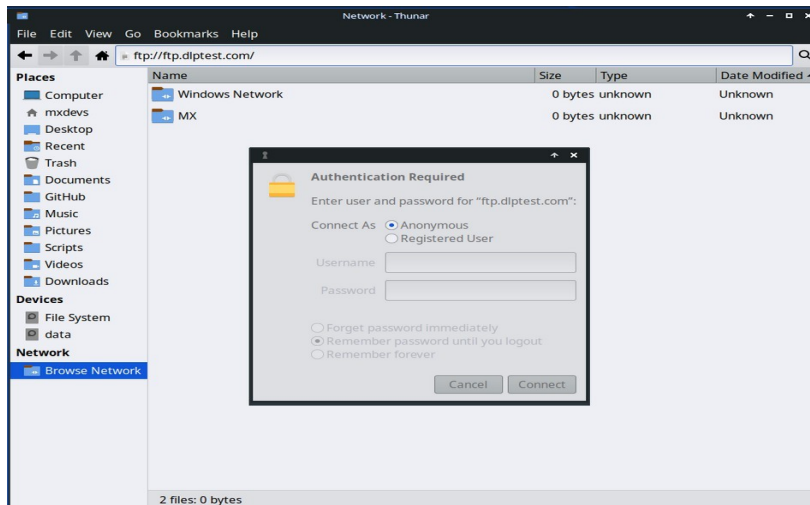 Network - Thunar
File Edit View Go Bookmarks Help
ftp://ftp.dlptest.com/
Places
Computer
mxdevs
Desktop
Recent
Trash
Documents
GitHub
Music
Pictures
Scripts
Videos
Downloads
Devices
File System
data
Network
Browse Network
Name Size Type Date Modified
Windows Network 0 bytes unknown Unknown
MX 0 bytes unknown Unknown
Authentication Required
Enter user and password for “ftp.dlptest.com”:
Connect As Anonymous
Registered User
Username
Password
Forget password immediately
Remember password until you logout
Remember forever
Cancel Connect
2 files: 0 bytes